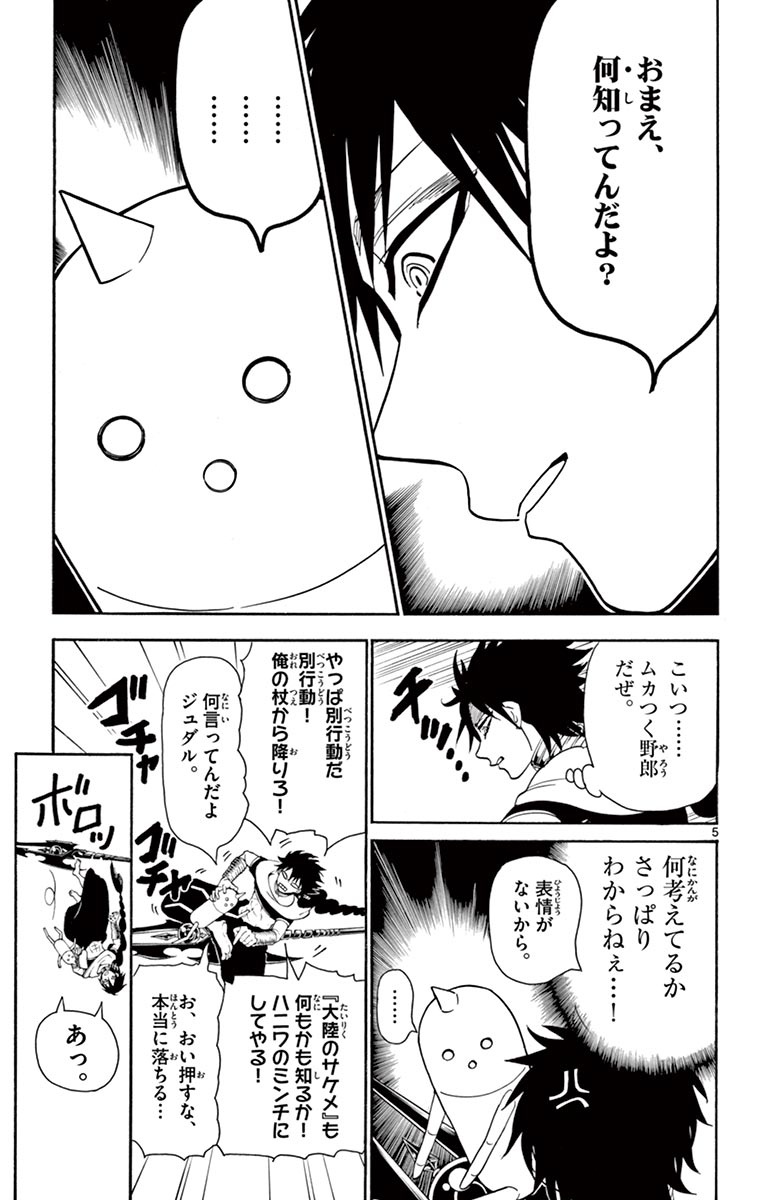 おまえ、
何知ってんだよ?
………
………
こいつ……
ムカつく野郎
だぜ。
イラ…
5
何考えてるか
さっぱり
わからねぇ…!
表情が
ないから。
……
やっぱ別行動だ
別行動!
俺の杖から降りろ!
何言ってんだよ
ジュダル。
ゴチャ
ゴチャ
『大陸のサケメ』も
何もかも知るか!
ハニワのミンチに
してやる!
お、おい押すな、
本当に落ちる…
ボロッ
あっ。